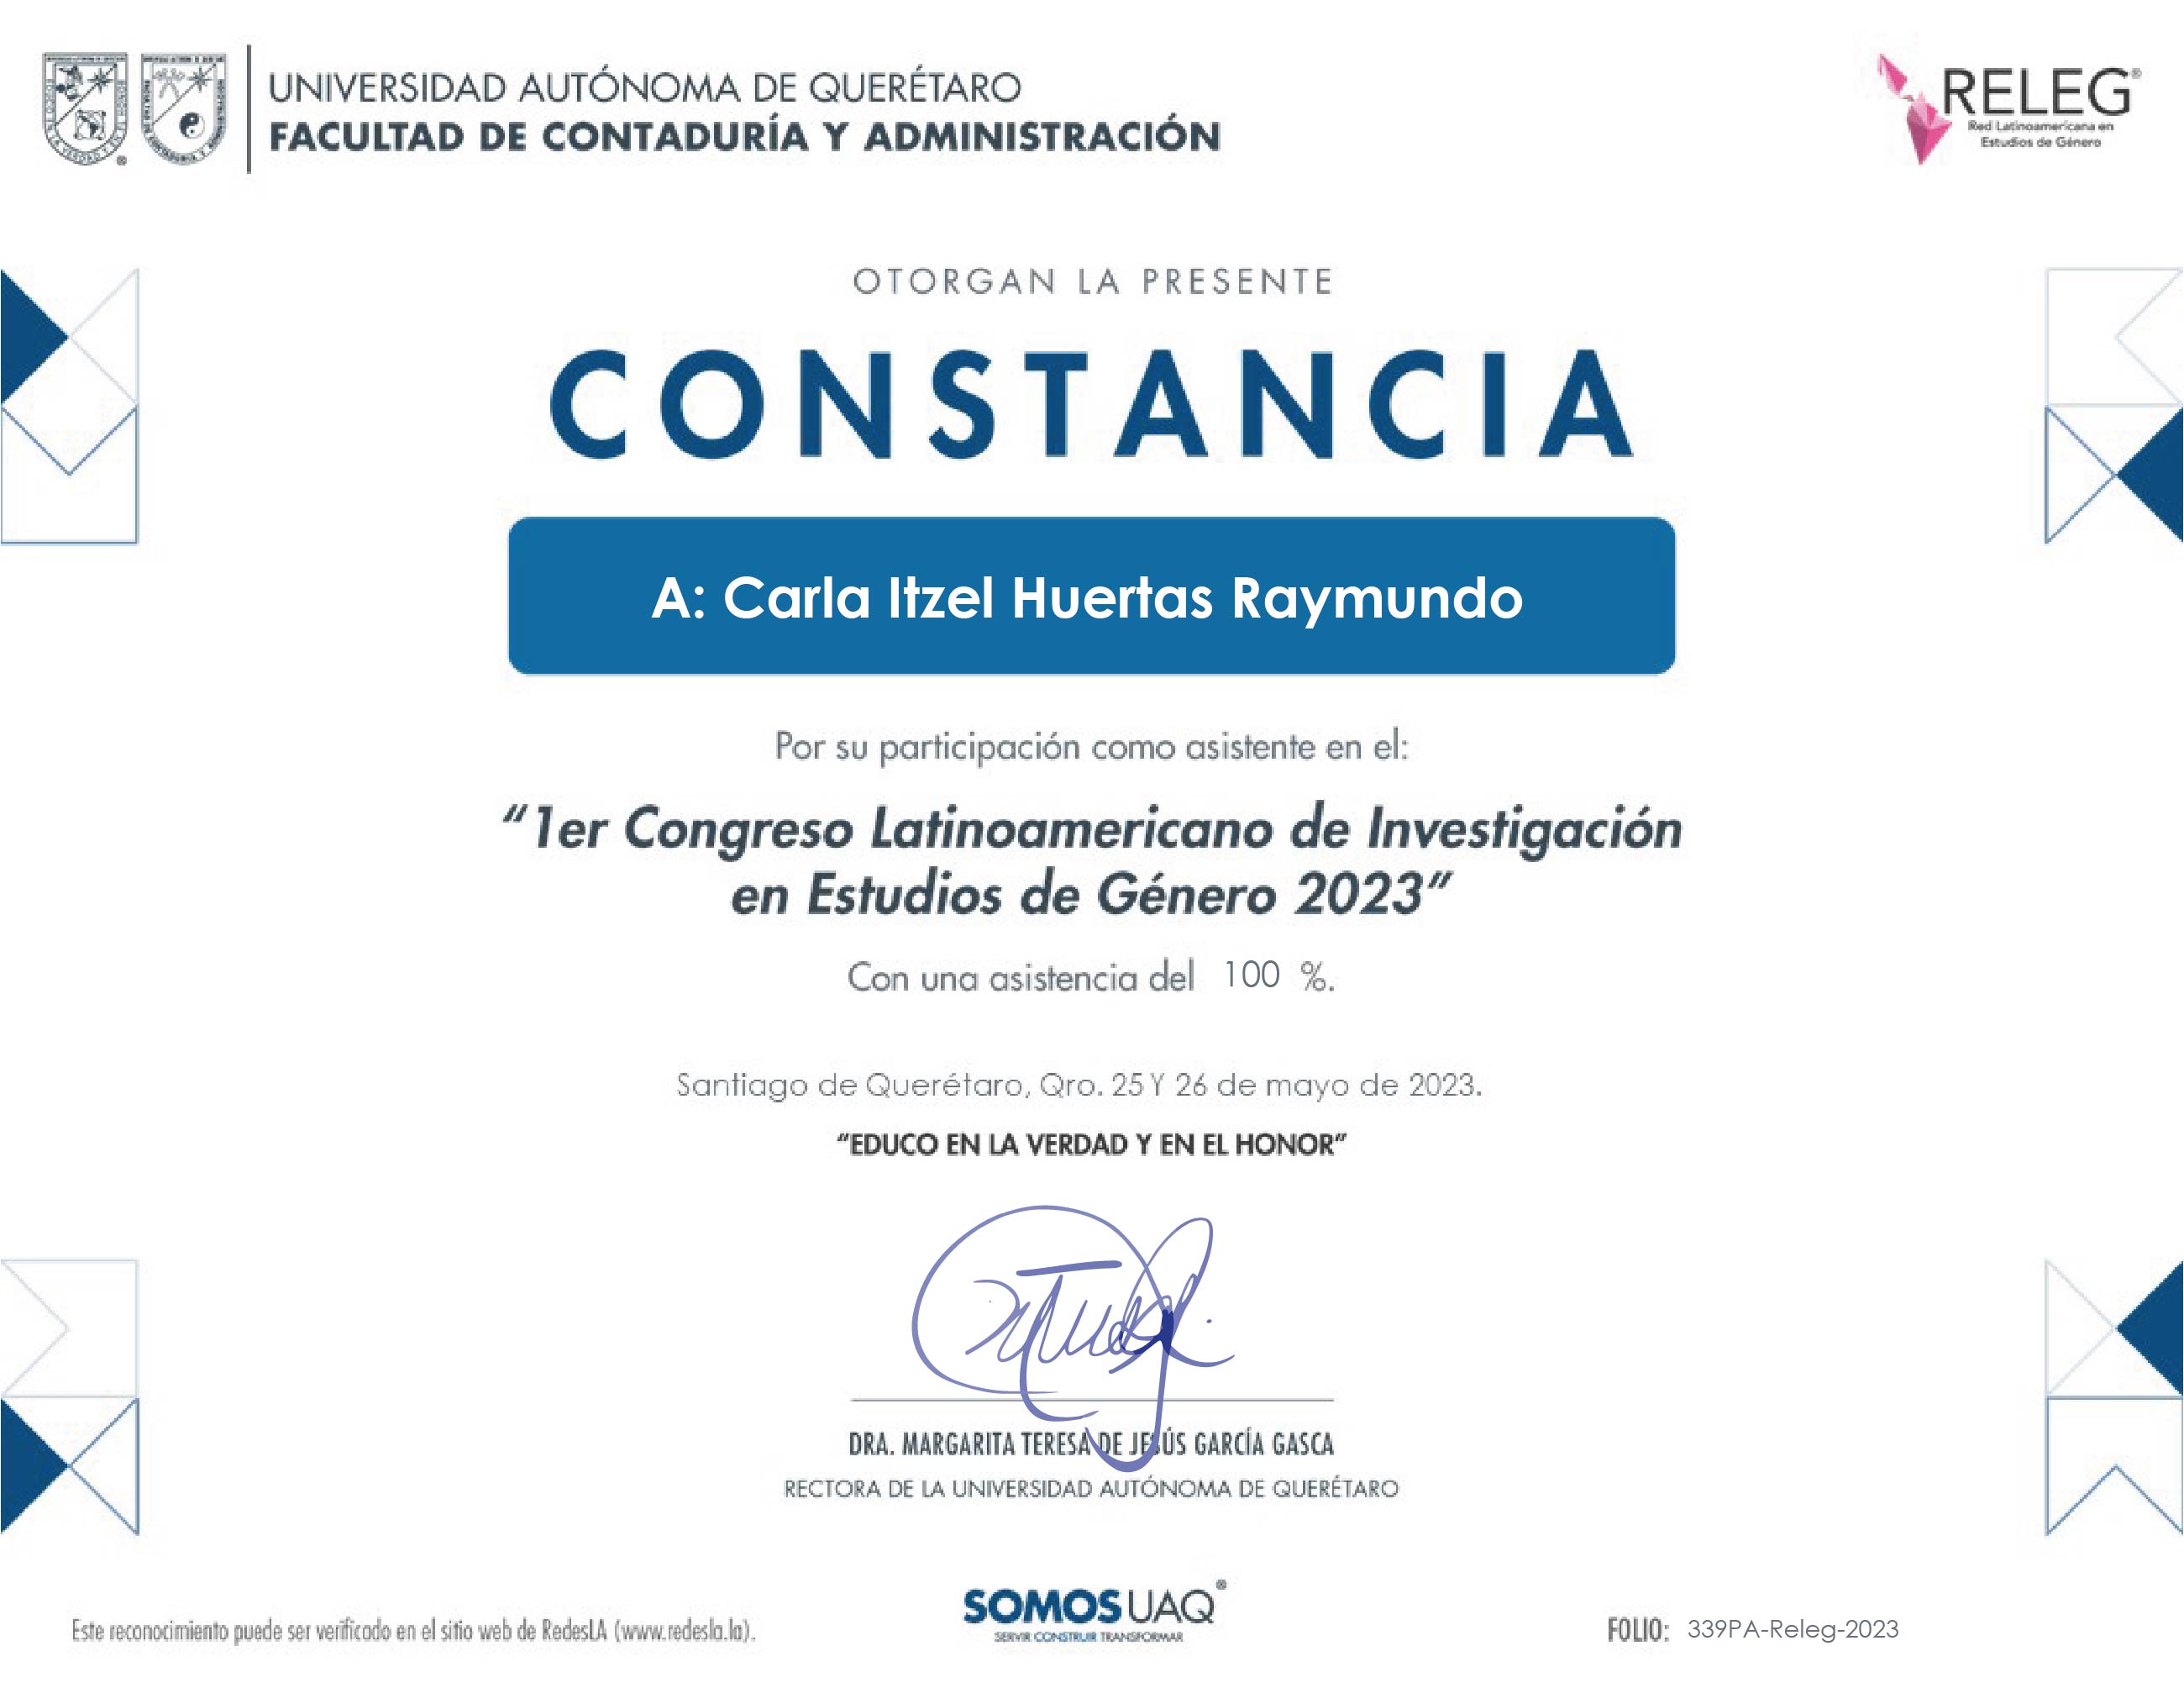 UNIVERSIDAD AUTÓNOMA DE QUERÉTARO
FACULTAD DE CONTADURÍA Y ADMINISTRACIÓN
RELEG®
Red Latinoamericana en
Estudios de Género
OTORGAN LA PRESENTE
CONSTANCIA
A: Carla Itzel Huertas Raymundo
Por su participación como asistente en el:
“1er Congreso Latinoamericano de Investigación
en Estudios de Género 2023”
Con una asistencia del 100 %.
Santiago de Querétaro, Qro. 25 Y 26 de mayo de 2023.
“EDUCO EN LA VERDAD Y EN EL HONOR”
DRA. MARGARITA TERESA DE JESÚS GARCÍA GASCA
RECTORA DE LA UNIVERSIDAD AUTÓNOMA DE QUERÉTARO
SOMOS UAQ®
SERVIR CONSTRUIR TRANSFORMAR
Este reconocimiento puede ser verificado en el sitio web de RedesLA (www.redesla.la).
FOLIO: 339PA-Releg-2023